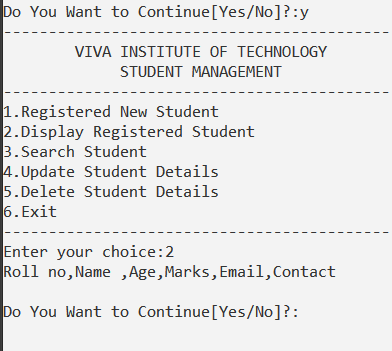 Do You Want to Continue[Yes/No]?:y
-------------------------------------------
VIVA INSTITUTE OF TECHNOLOGY
STUDENT MANAGEMENT
-------------------------------------------
1.Registered New Student
2.Display Registered Student
3.Search Student
4.Update Student Details
5.Delete Student Details
6.Exit
-------------------------------------------
Enter your choice:2
Roll no,Name ,Age,Marks,Email,Contact
Do You Want to Continue[Yes/No]?: